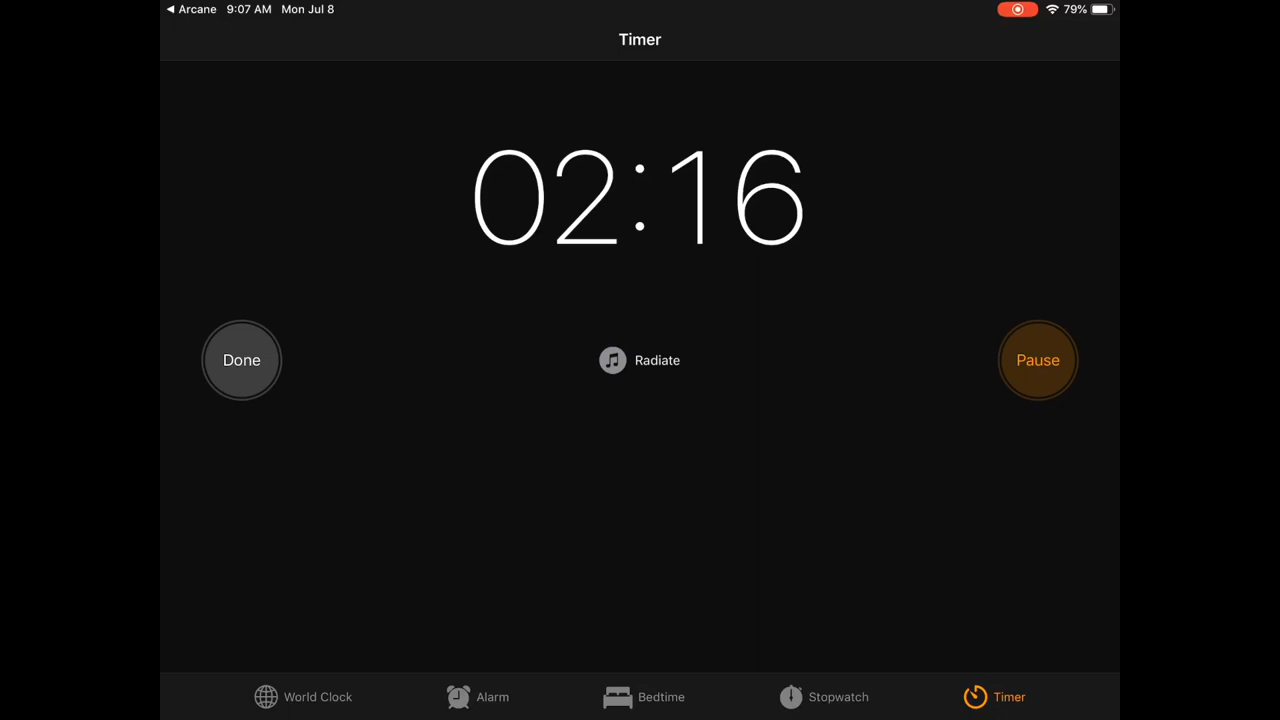 Arcane 9:07 AM Mon Jul 8 79%
Timer
02:16
Done Radiate Pause
World Clock Alarm Bedtime Stopwatch Timer